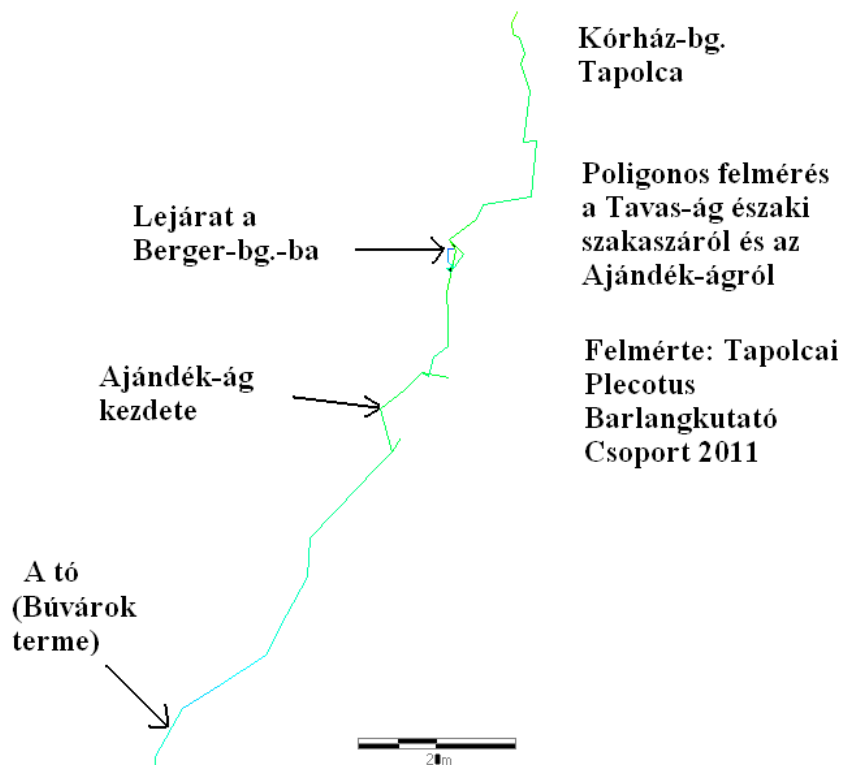 Kórház-bg.
Tapolca
Poligonos felmérés
a Tavas-ág északi
szakaszáról és az
Ajándék-ágról
Lejárat a
Berger-bg.-ba
Felmérte: Tapolcai
Plecotus
Barlangkutató
Csoport 2011
Ajándék-ág
kezdete
A tó
(Búvárok
terme)
20m